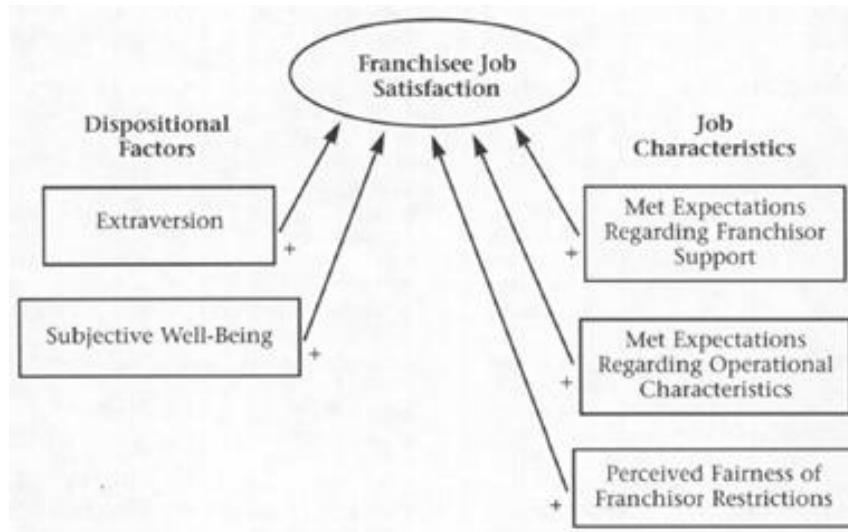 Franchisee Job
Satisfaction
Dispositional
Factors
Job
Characteristics
Extraversion
+
Met Expectations
Regarding Franchisor
Support
+
Subjective Well-Being
+
Met Expectations
Regarding Operational
Characteristics
+
Perceived Fairness of
Franchisor Restrictions
+